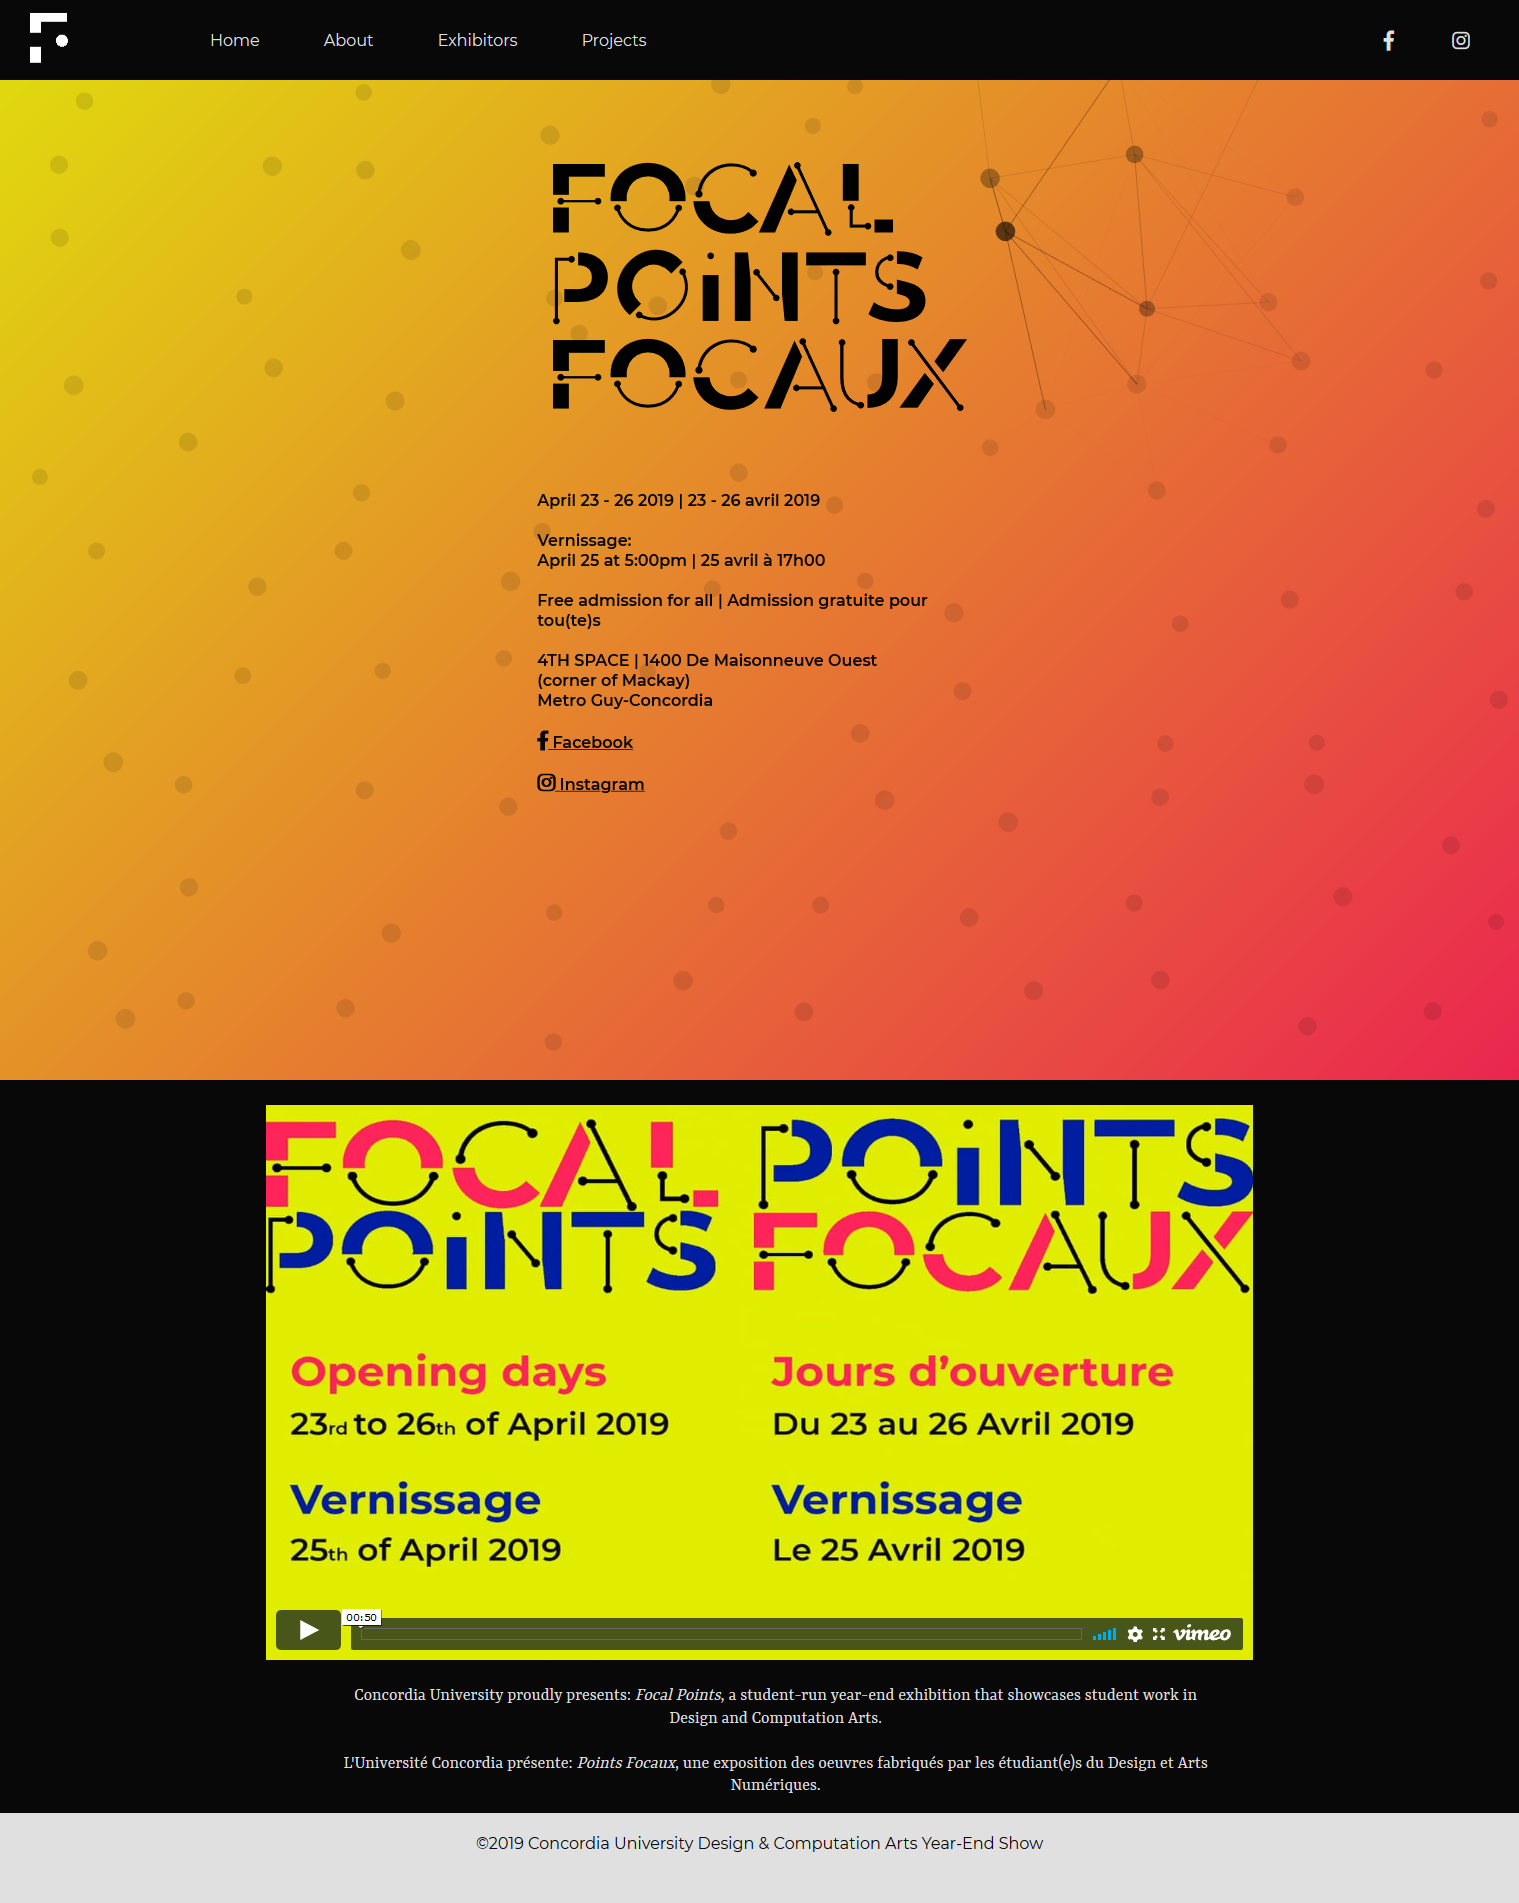 Home About Exhibitors Projects
FOCAL
POiNTS
FOCAUX
April 23 - 26 2019 | 23 - 26 avril 2019
Vernissage:
April 25 at 5:00pm | 25 avril à 17h00
Free admission for all | Admission gratuite pour
tou(te)s
4TH SPACE | 1400 De Maisonneuve Ouest
(corner of Mackay)
Metro Guy-Concordia
Facebook
Instagram
FOCAL
POiNTS
POiNTS
FOCAUX
Opening days
23rd to 26th of April 2019
Vernissage
25th of April 2019
Jours d’ouverture
Du 23 au 26 Avril 2019
Vernissage
Le 25 Avril 2019
00:50
vimeo
Concordia University proudly presents: Focal Points, a student-run year-end exhibition that showcases student work in
Design and Computation Arts.
L'Université Concordia présente: Points Focaux, une exposition des oeuvres fabriqués par les étudiant(e)s du Design et Arts
Numériques.
©2019 Concordia University Design & Computation Arts Year-End Show